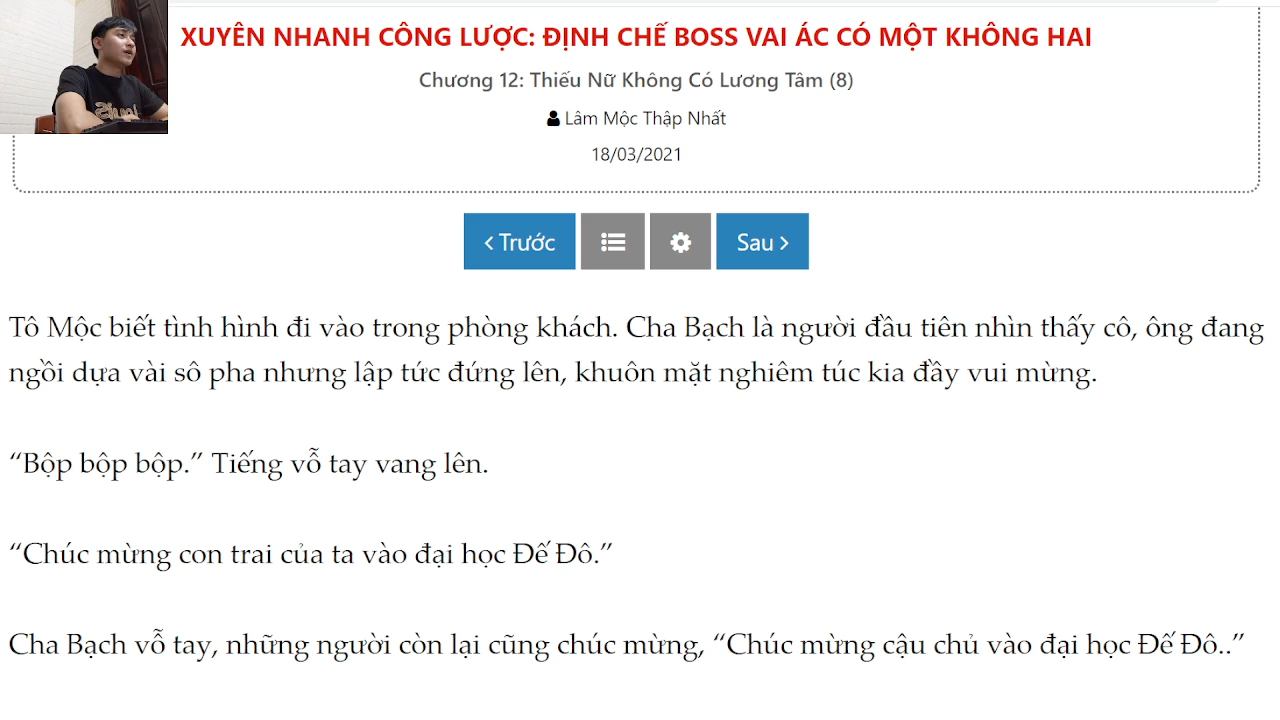 XUYÊN NHANH CÔNG LƯỢC: ĐỊNH CHẾ BOSS VAI ÁC CÓ MỘT KHÔNG HAI
Chương 12: Thiếu Nữ Không Có Lương Tâm (8)
Lâm Mộc Thập Nhất
18/03/2021
‹ Trước
Sau ›
Tô Mộc biết tình hình đi vào trong phòng khách. Cha Bạch là người đầu tiên nhìn thấy cô, ông đang
ngồi dựa vài sô pha nhưng lập tức đứng lên, khuôn mặt nghiêm túc kia đầy vui mừng.
“Bộp bộp bộp.” Tiếng vỗ tay vang lên.
“Chúc mừng con trai của ta vào đại học Đế Đô.”
Cha Bạch vỗ tay, những người còn lại cũng chúc mừng, “Chúc mừng cậu chủ vào đại học Đế Đô..”